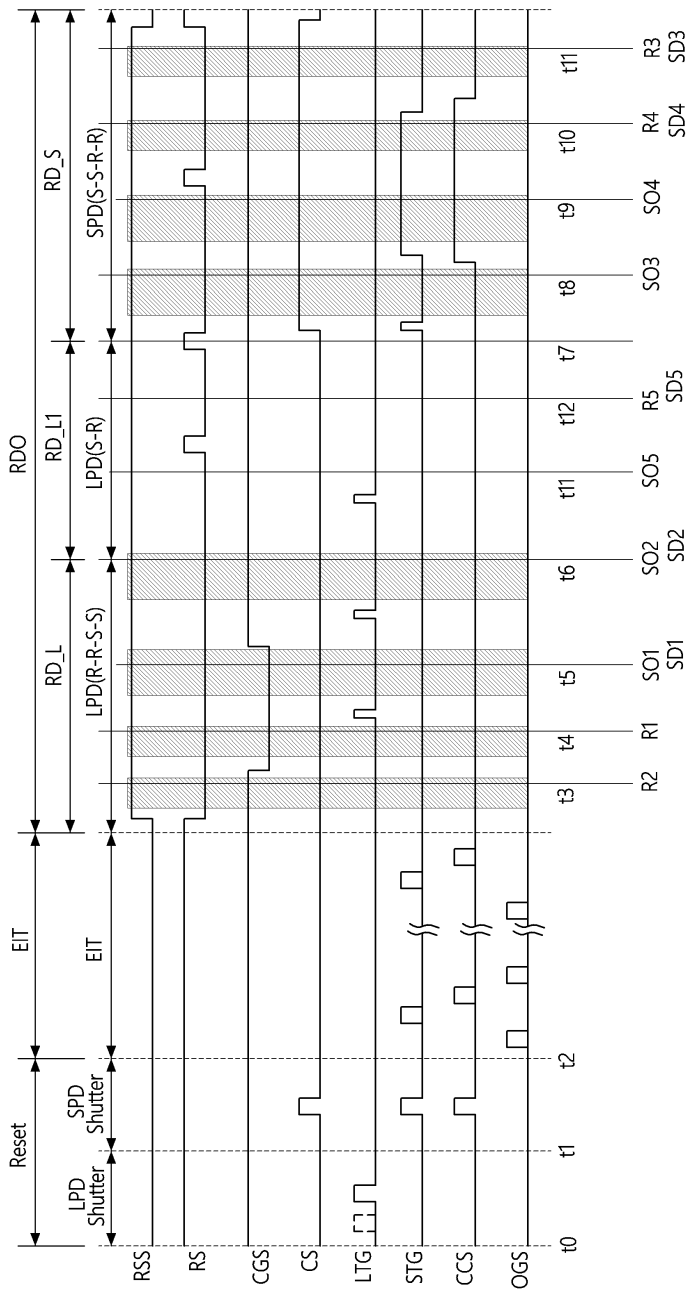 Reset
EIT
RDO
RD_L
RD_L1
RD_S
LPD Shutter
SPD Shutter
EIT
LPD(R-R-S-S)
LPD(S-R)
SPD(S-S-R-R)
RSS
RS
CGS
CS
LTG
STG
CCS
OGS
t0
t1
t2
t3
t4
t5
t6
t11
t12
t7
t8
t9
t10
t11
R2
R1
SO1
SO2
SO5
R5
SO3
SO4
R4
R3
SD1
SD2
SD5
SD4
SD3